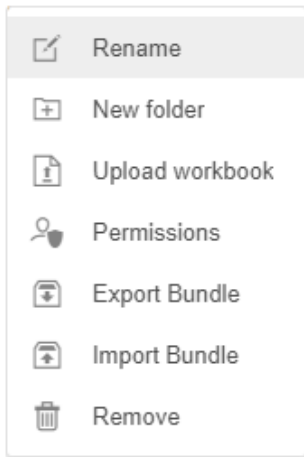 Rename
New folder
Upload workbook
Permissions
Export Bundle
Import Bundle
Remove